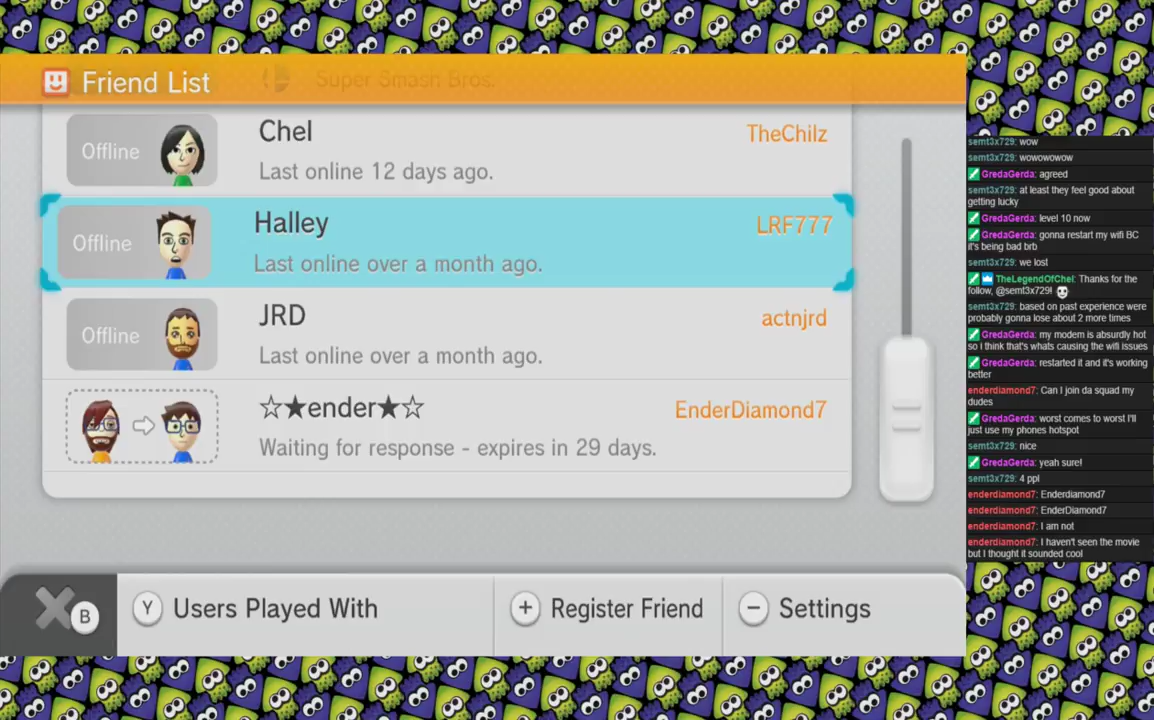 Super Smash Bros.
Friend List
Offline
Chel
TheChilz
Last online 12 days ago.
Offline
Halley
LRF777
Last online over a month ago.
Offline
JRD
actnjrd
Last online over a month ago.
☆★ender★☆
EnderDiamond7
Waiting for response - expires in 29 days.
B
Y Users Played With
+ Register Friend
− Settings
semt3x729: wow
semt3x729: wowowowow
GredaGerda: agreed
semt3x729: at least they feel good about
getting lucky
GredaGerda: level 10 now
GredaGerda: gonna restart my wifi BC
it's being bad brb
semt3x729: we lost
TheLegendOfChel: Thanks for the
follow, @semt3x729!
semt3x729: based on past experience were
probably gonna lose about 2 more times
GredaGerda: my modem is absurdly hot
so i think that's whats causing the wifi issues
GredaGerda: restarted it and it's working
better
enderdiamond7: Can I join da squad my
dudes
GredaGerda: worst comes to worst I'll
just use my phones hotspot
semt3x729: nice
GredaGerda: yeah sure!
semt3x729: 4 ppl
enderdiamond7: Enderdiamond7
enderdiamond7: EnderDiamond7
enderdiamond7: I am not
enderdiamond7: I haven't seen the movie
but I thought it sounded cool